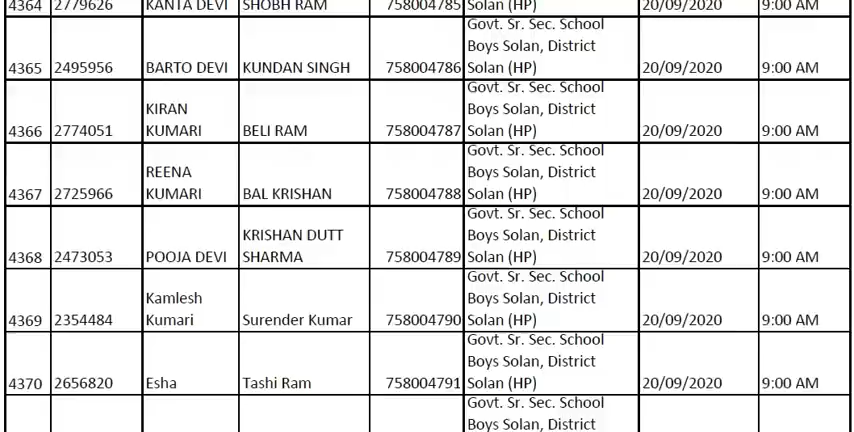 4364 2779626 KANTA DEVI SHOBH RAM 758004785 Solan (HP) 20/09/2020 9:00 AM
Govt. Sr. Sec. School
Boys Solan, District
4365 2495956 BARTO DEVI KUNDAN SINGH 758004786 Solan (HP) 20/09/2020 9:00 AM
Govt. Sr. Sec. School
KIRAN Boys Solan, District
4366 2774051 KUMARI BELI RAM 758004787 Solan (HP) 20/09/2020 9:00 AM
Govt. Sr. Sec. School
REENA Boys Solan, District
4367 2725966 KUMARI BAL KRISHAN 758004788 Solan (HP) 20/09/2020 9:00 AM
Govt. Sr. Sec. School
KRISHAN DUTT Boys Solan, District
4368 2473053 POOJA DEVI SHARMA 758004789 Solan (HP) 20/09/2020 9:00 AM
Govt. Sr. Sec. School
Kamlesh Boys Solan, District
4369 2354484 Kumari Surender Kumar 758004790 Solan (HP) 20/09/2020 9:00 AM
Govt. Sr. Sec. School
Boys Solan, District
4370 2656820 Esha Tashi Ram 758004791 Solan (HP) 20/09/2020 9:00 AM
Govt. Sr. Sec. School
Boys Solan, District